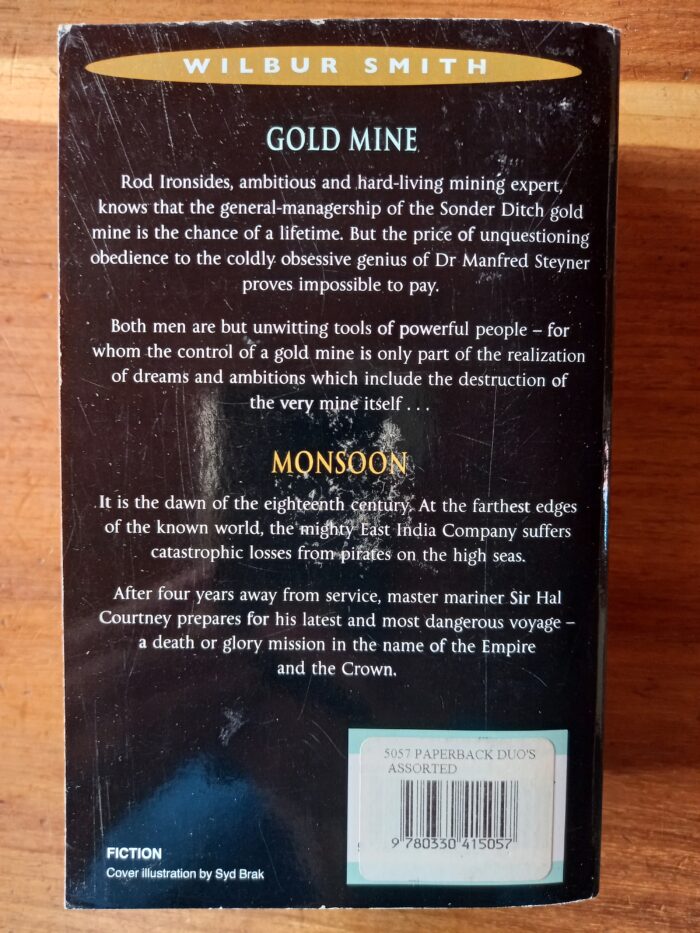 WILBUR SMITH
GOLD MINE
Rod Ironsides, ambitious and hard-living mining expert,
knows that the general-managership of the Sonder Ditch gold
mine is the chance of a lifetime. But the price of unquestioning
obedience to the coldly obsessive genius of Dr Manfred Steyner
proves impossible to pay.
Both men are but unwitting tools of powerful people – for
whom the control of a gold mine is only part of the realization
of dreams and ambitions which include the destruction of
the very mine itself . . .
MONSOON
It is the dawn of the eighteenth century. At the farthest edges
of the known world, the mighty East India Company suffers
catastrophic losses from pirates on the high seas.
After four years away from service, master mariner Sir Hal
Courtney prepares for his latest and most dangerous voyage –
a death or glory mission in the name of the Empire
and the Crown.
5057 PAPERBACK DUO'S
ASSORTED
9 780330 415057
FICTION
Cover illustration by Syd Brak